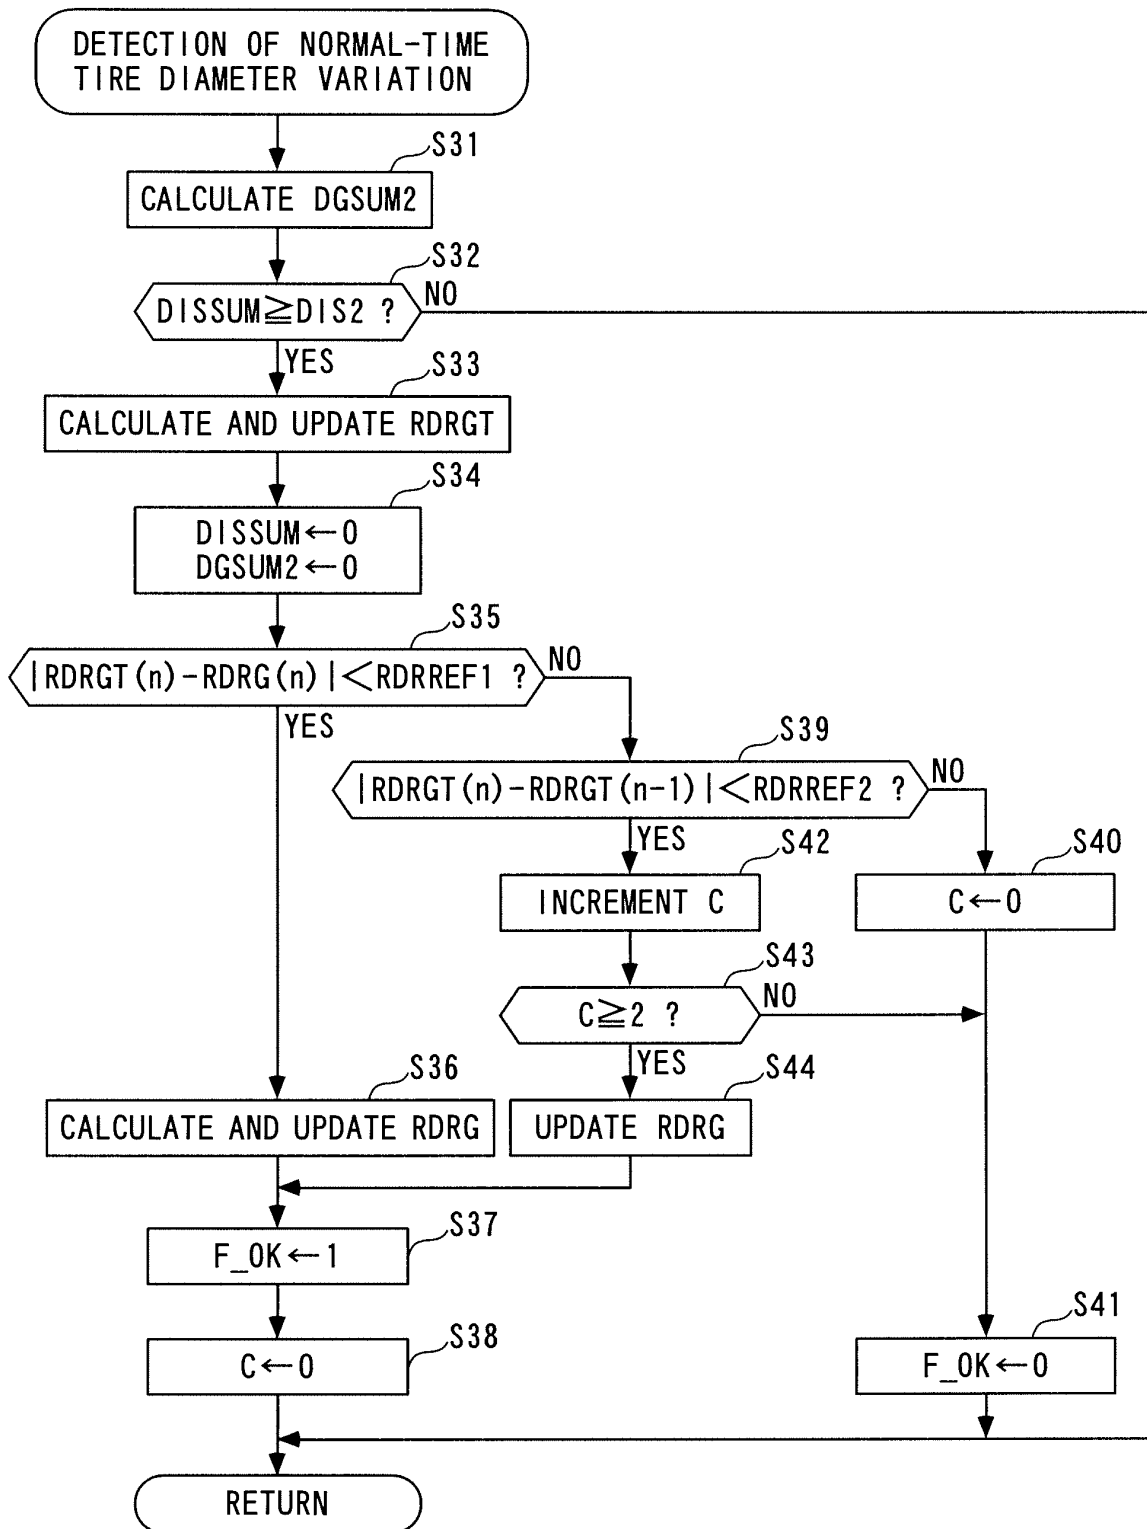 DETECTION OF NORMAL-TIME
TIRE DIAMETER VARIATION
S31
CALCULATE DGSUM2
S32
DISSUM≧DIS2 ?
NO
YES
S33
CALCULATE AND UPDATE RDRGT
S34
DISSUM←0
DGSUM2←0
S35
|RDRGT(n)-RDRG(n)|<RDRREF1 ?
NO
YES
S39
|RDRGT(n)-RDRGT(n-1)|<RDRREF2 ?
NO
YES
S42
INCREMENT C
S40
C←0
S43
C≧2 ?
NO
YES
S36
CALCULATE AND UPDATE RDRG
S44
UPDATE RDRG
S37
F_OK←1
S38
C←0
S41
F_OK←0
RETURN